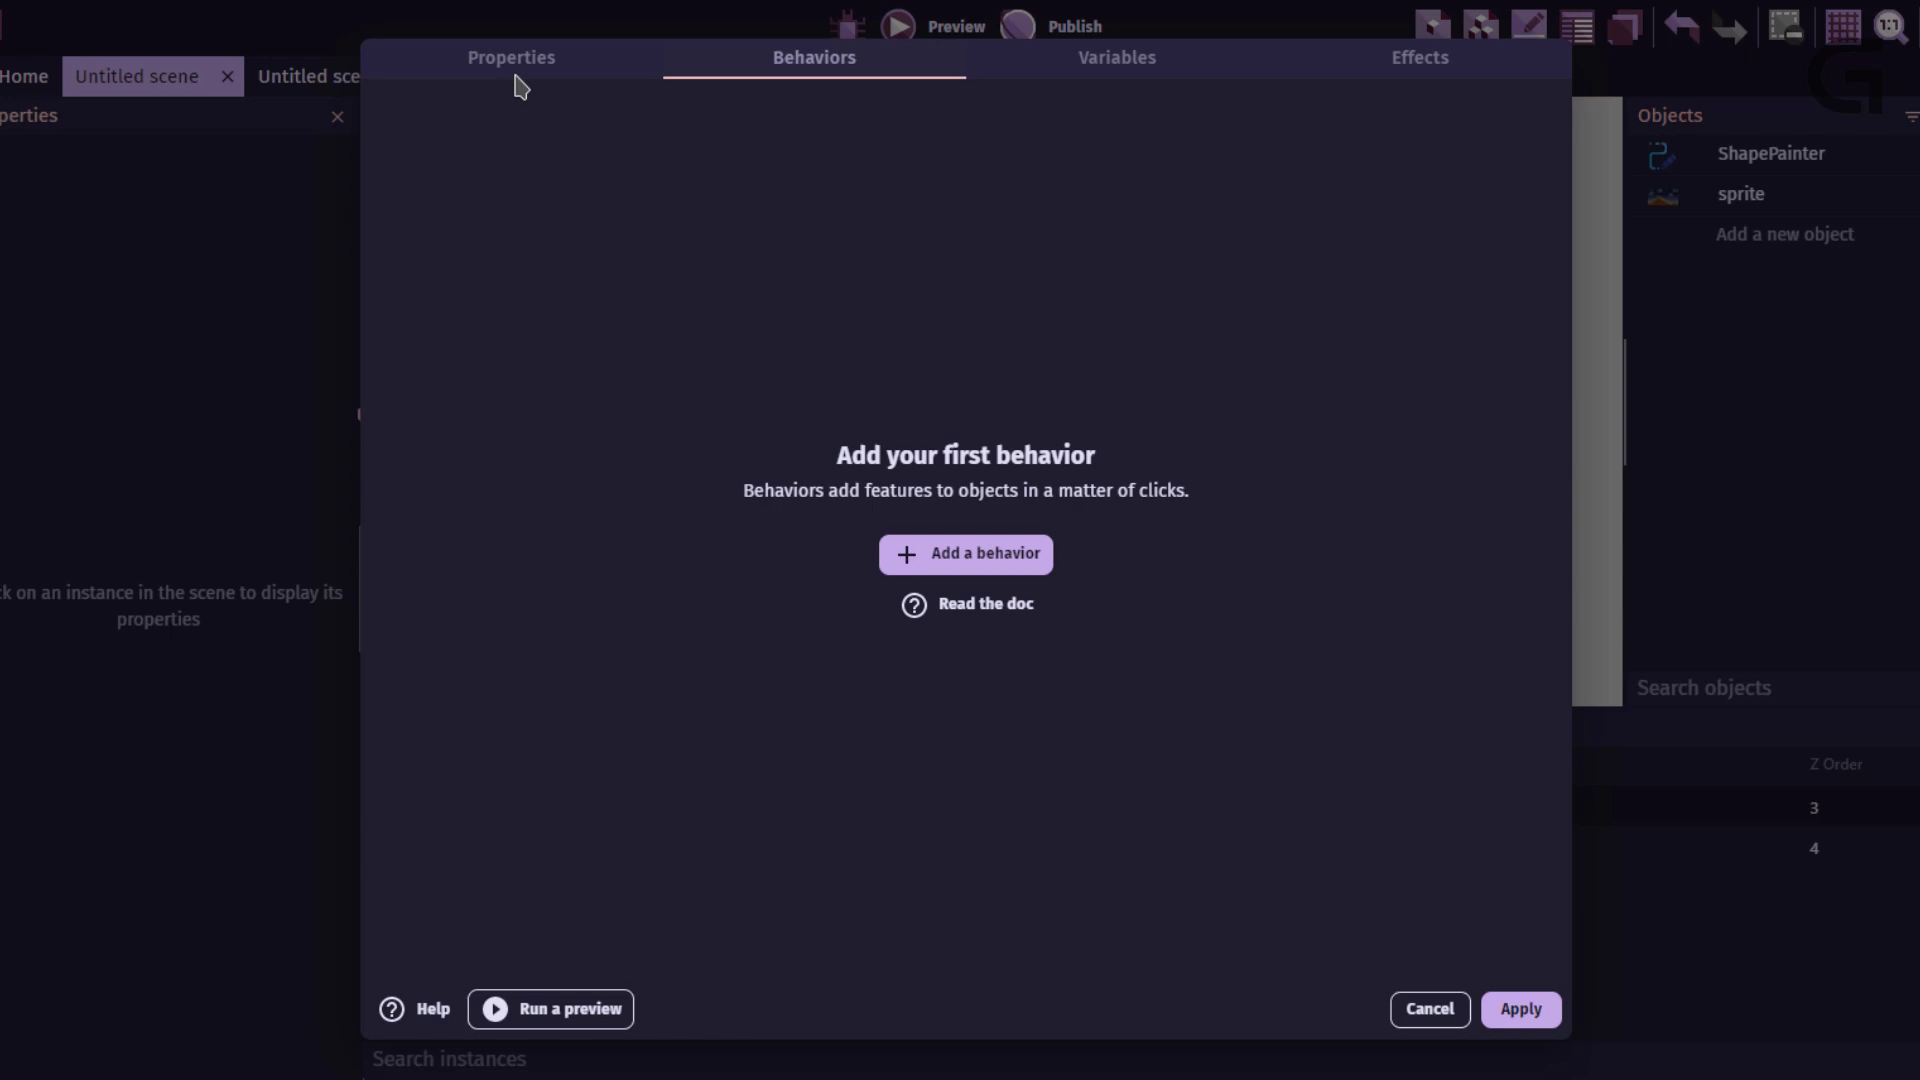 Preview
Publish
1:1
Home
Untitled scene
Untitled sce
Properties
Behaviors
Variables
Effects
perties
Objects
ShapePainter
sprite
Add a new object
Add your first behavior
Behaviors add features to objects in a matter of clicks.
+ Add a behavior
? Read the doc
k on an instance in the scene to display its
properties
Search objects
Z Order
3
4
? Help
Run a preview
Cancel
Apply
Search instances